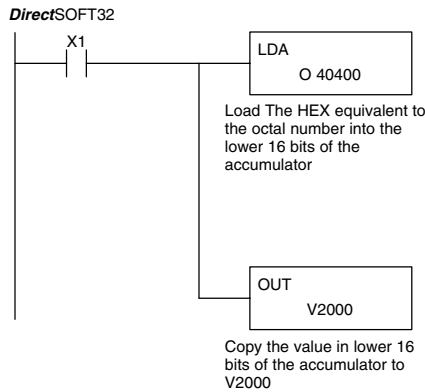 DirectSOFT32
X1
LDA
O 40400
Load The HEX equivalent to
the octal number into the
lower 16 bits of the
accumulator
OUT
V2000
Copy the value in lower 16
bits of the accumulator to
V2000